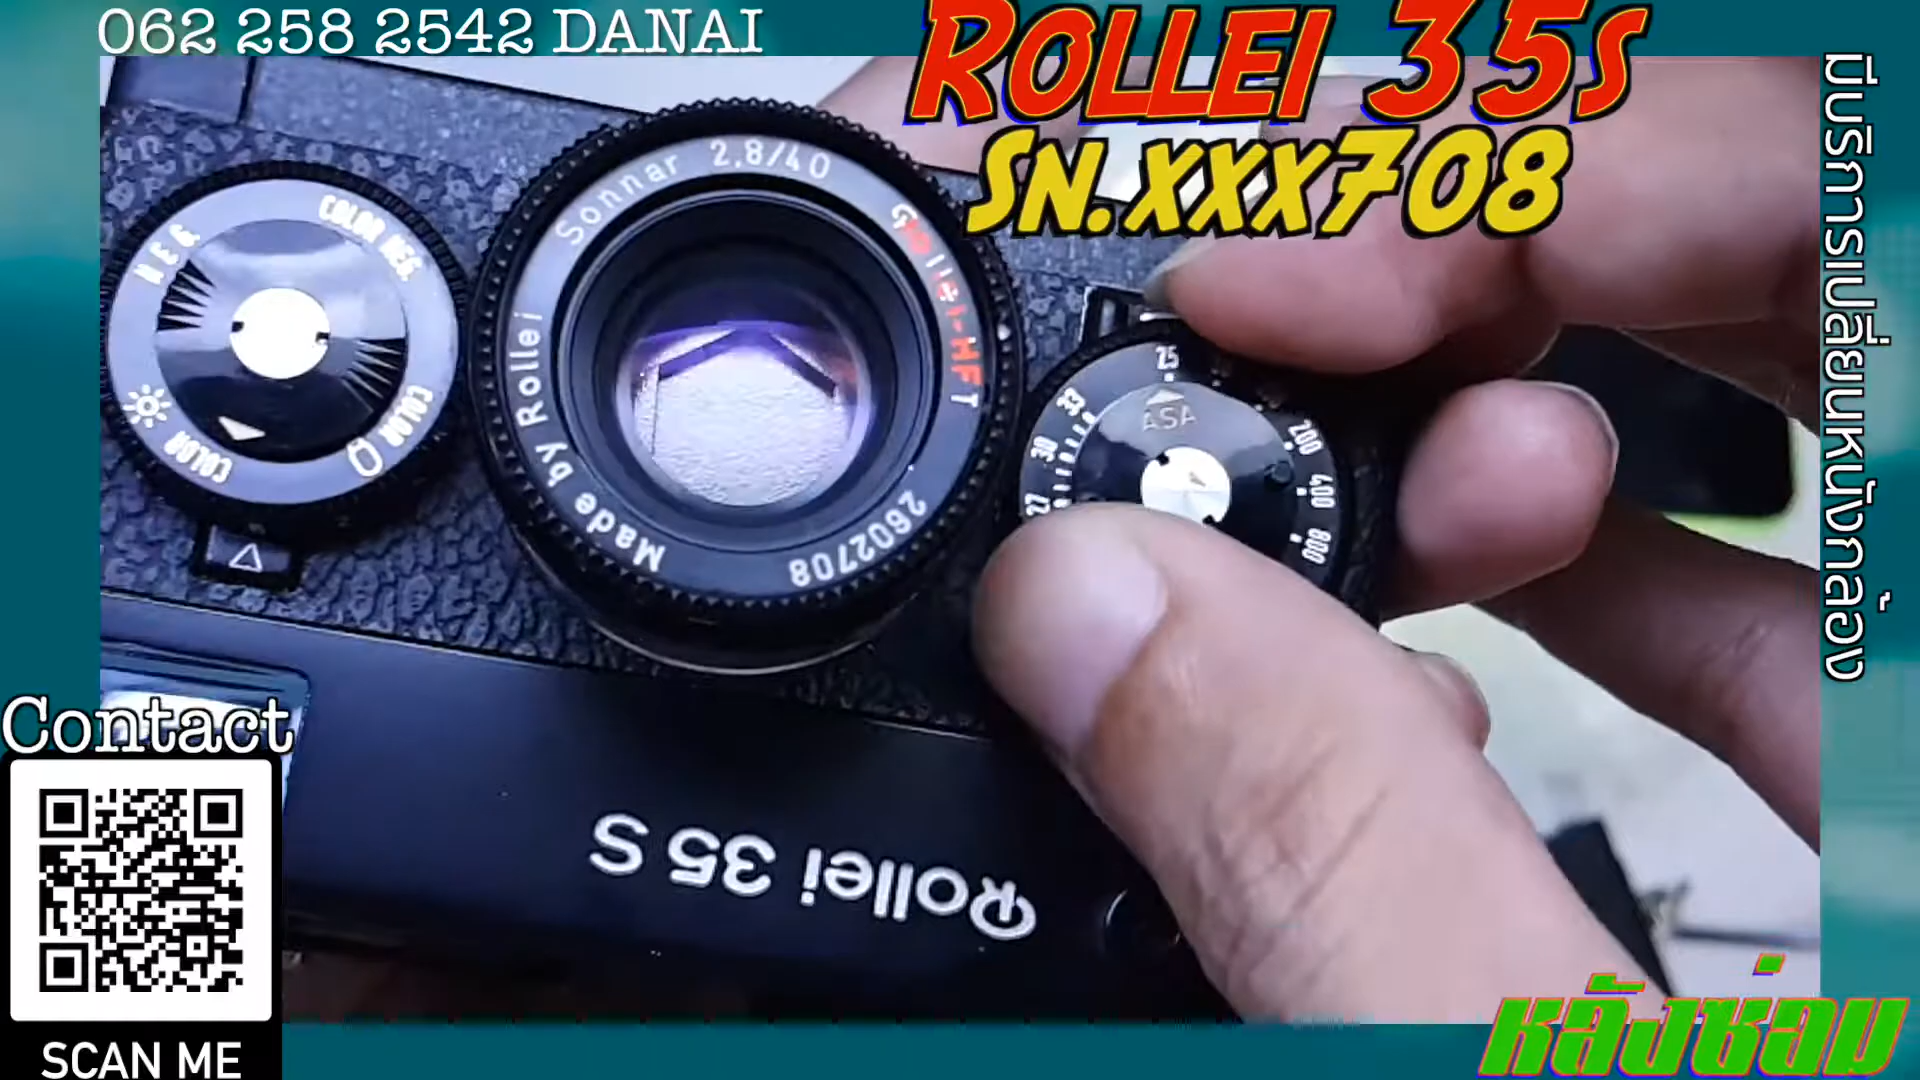 062 258 2542 DANAI
ROLLEI 35S
SN.XXX708
มีบริการเปลี่ยนหนังกล้อง
Sonnar 2,8/40
Rollei-HFT
2602708
Made by Rollei
NEG.
COLOR NEG.
COLOR
COLOR
25
ASA
33
30
27
200
400
800
Rollei 35 S
Contact
SCAN ME
หลังซ่อม